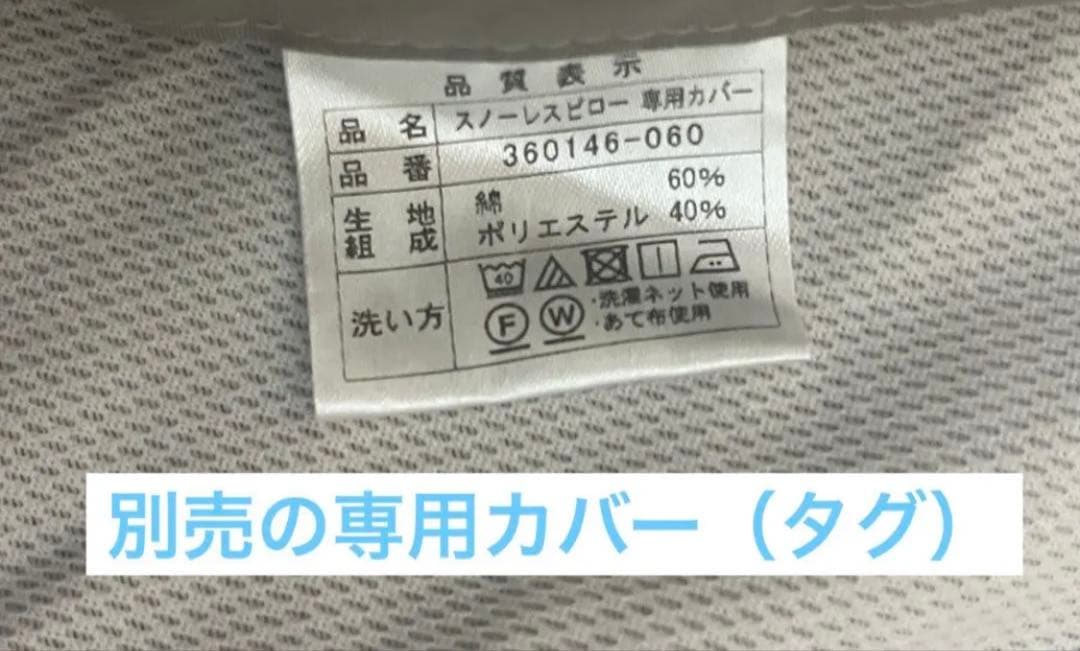 品質表示
品名 スノーレスピロー 専用カバー
品番 360146-060
生地組成 綿 60%
ポリエステル 40%
洗い方 40
F W ・洗濯ネット使用
・あて布使用
別売の専用カバー（タグ）